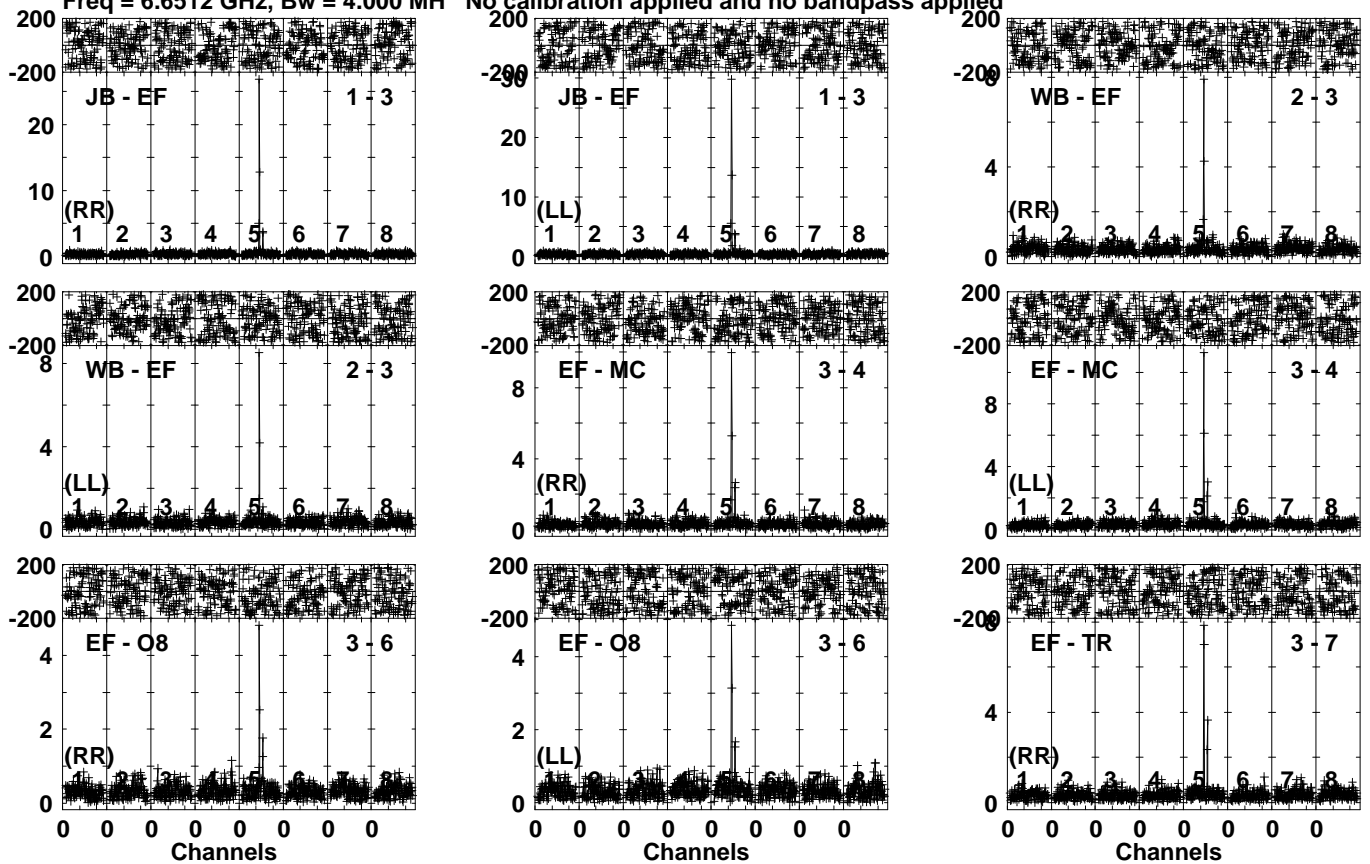 Freq = 6.6512 GHz, Bw = 4.000 MH No calibration applied and no bandpass applied
200 200 200
-200 -200 -200
30 8
JB - EF 1 - 3 JB - EF 1 - 3 WB - EF 2 - 3
20 20 4
10 10
(RR) (LL) (RR)
1 2 3 4 5 6 7 8 1 2 3 4 5 6 7 8 1 2 3 4 5 6 7 8
0 0 0
200 200 200
-200 -200 -200
WB - EF 2 - 3 EF - MC 3 - 4 EF - MC 3 - 4
8 8 8
4 4 4
(LL) (RR) (LL)
1 2 3 4 5 6 7 8 1 2 3 4 5 6 7 8 1 2 3 4 5 6 7 8
0 0 0
200 200 200
-200 -200 -200
8
EF - O8 3 - 6 EF - O8 3 - 6 EF - TR 3 - 7
4 4 4
2 2
(RR) (LL) (RR)
1 2 3 4 5 6 7 8 1 2 3 4 5 6 7 8 1 2 3 4 5 6 7 8
0 0 0
0 0 0 0 0 0 0 0 0 0 0 0 0 0 0 0 0 0 0 0 0 0 0 0
Channels Channels Channels